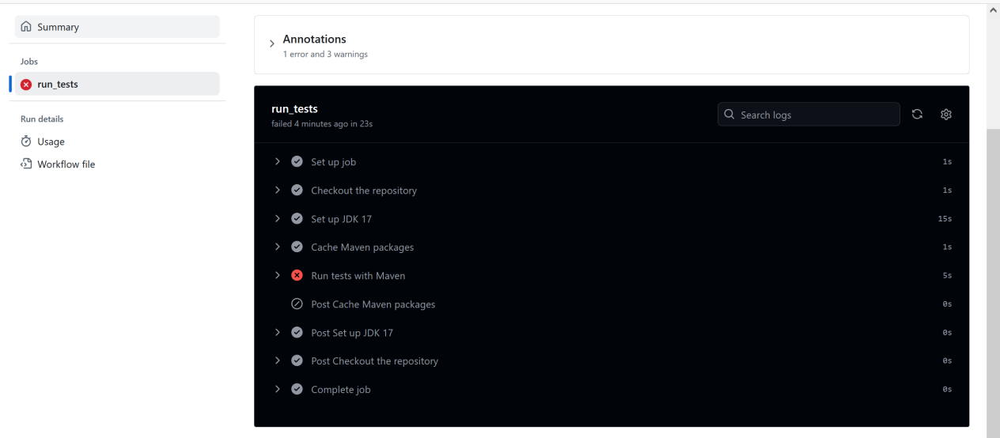 Summary
Jobs
run_tests
Run details
Usage
Workflow file
Annotations
1 error and 3 warnings
run_tests
failed 4 minutes ago in 23s
Search logs
Set up job 1s
Checkout the repository 1s
Set up JDK 17 15s
Cache Maven packages 1s
Run tests with Maven 5s
Post Cache Maven packages 0s
Post Set up JDK 17 0s
Post Checkout the repository 0s
Complete job 0s